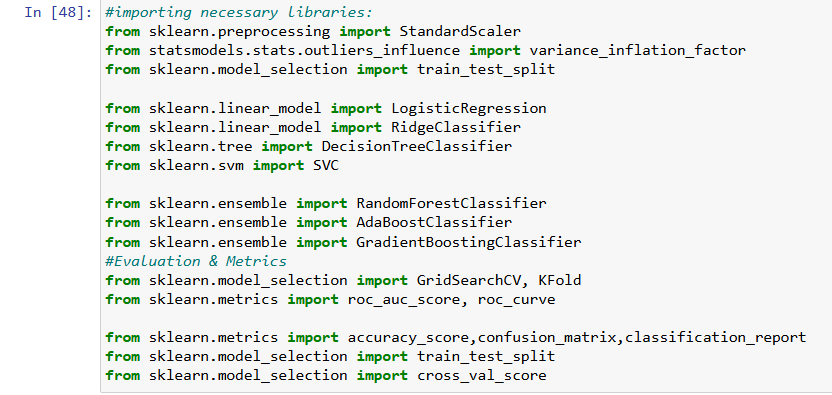 In [48]: #importing necessary libraries:
from sklearn.preprocessing import StandardScaler
from statsmodels.stats.outliers_influence import variance_inflation_factor
from sklearn.model_selection import train_test_split
from sklearn.linear_model import LogisticRegression
from sklearn.linear_model import RidgeClassifier
from sklearn.tree import DecisionTreeClassifier
from sklearn.svm import SVC
from sklearn.ensemble import RandomForestClassifier
from sklearn.ensemble import AdaBoostClassifier
from sklearn.ensemble import GradientBoostingClassifier
#Evaluation & Metrics
from sklearn.model_selection import GridSearchCV, KFold
from sklearn.metrics import roc_auc_score, roc_curve
from sklearn.metrics import accuracy_score,confusion_matrix,classification_report
from sklearn.model_selection import train_test_split
from sklearn.model_selection import cross_val_score